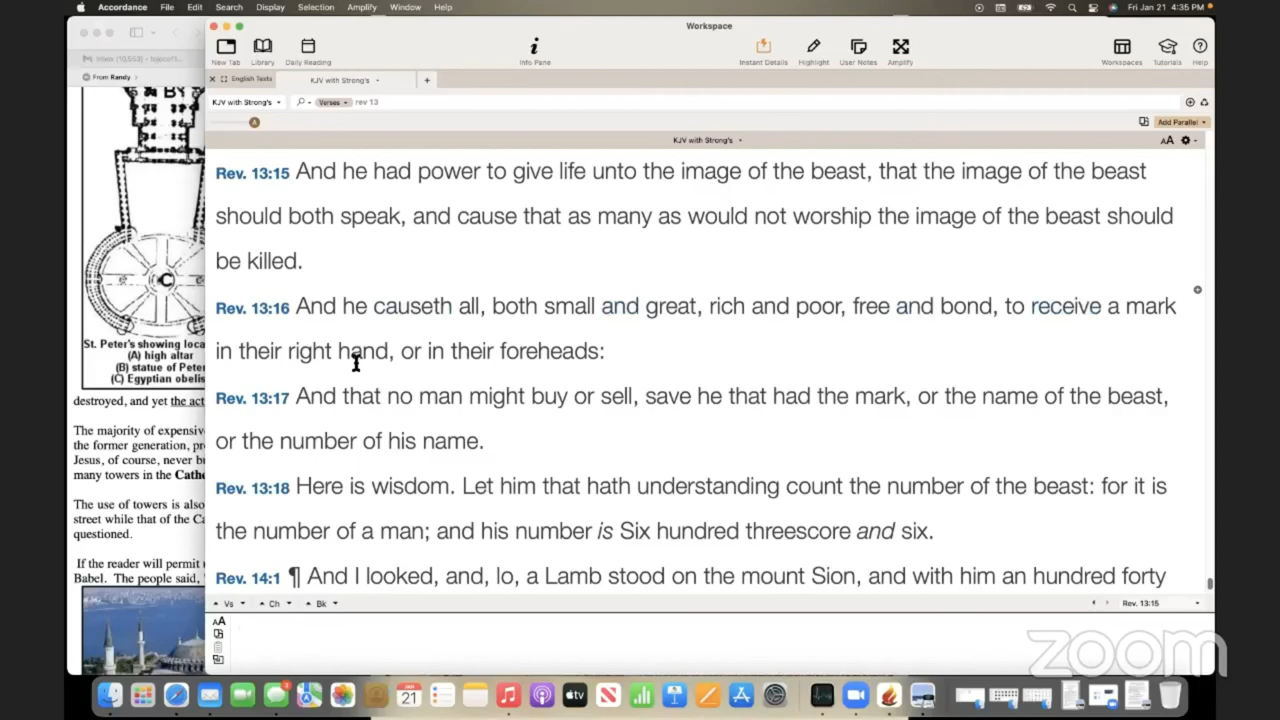 Accordance File Edit Search Display Selection Amplify Window Help Fri Jan 21 4:35 PM
Workspace
New Tab Library Daily Reading Info Pane Instant Details Highlight User Notes Amplify Workspaces Tutorials Help
From Randy
English Texts KJV with Strong's +
KJV with Strong's Verses rev 13
A Add Parallel
KJV with Strong's AA
Rev. 13:15 And he had power to give life unto the image of the beast, that the image of the beast
should both speak, and cause that as many as would not worship the image of the beast should
be killed.
Rev. 13:16 And he causeth all, both small and great, rich and poor, free and bond, to receive a mark
in their right hand, or in their foreheads:
Rev. 13:17 And that no man might buy or sell, save he that had the mark, or the name of the beast,
or the number of his name.
Rev. 13:18 Here is wisdom. Let him that hath understanding count the number of the beast: for it is
the number of a man; and his number is Six hundred threescore and six.
Rev. 14:1 ¶ And I looked, and, lo, a Lamb stood on the mount Sion, and with him an hundred forty
Vs Ch Bk Rev. 13:15
AA
BY
C
St. Peter's showing loca
(A) high altar
(B) statue of Pete
(C) Egyptian obelis
destroyed, and yet the act
The majority of expensiv
the former generation, pr
Jesus, of course, never b
many towers in the Catho
The use of towers is also
street while that of the Ca
questioned.
If the reader will permit
Babel. The people said,
zoom
JAN
21
tv